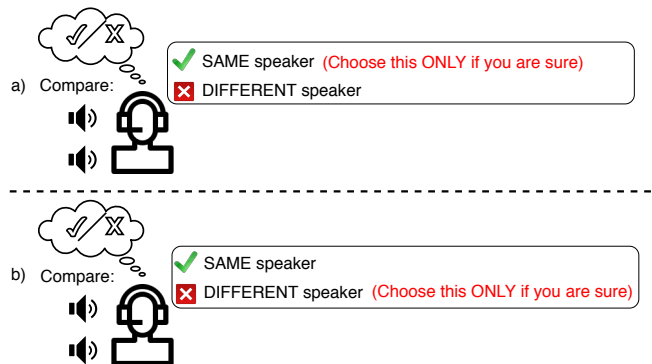 SAME speaker (Choose this ONLY if you are sure)
a) Compare:
DIFFERENT speaker
SAME speaker
b) Compare:
DIFFERENT speaker (Choose this ONLY if you are sure)